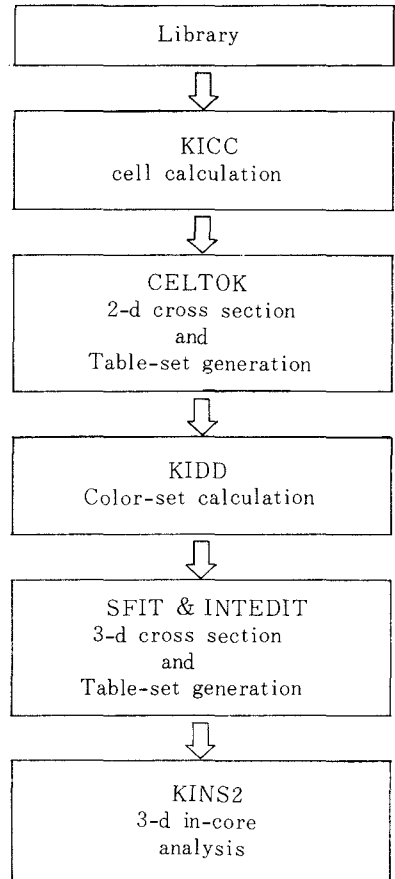 Library
KICC
cell calculation
CELTOK
2-d cross section
and
Table-set generation
KIDD
Color-set calculation
SFIT & INTEDIT
3-d cross section
and
Table-set generation
KINS2
3-d in-core
analysis